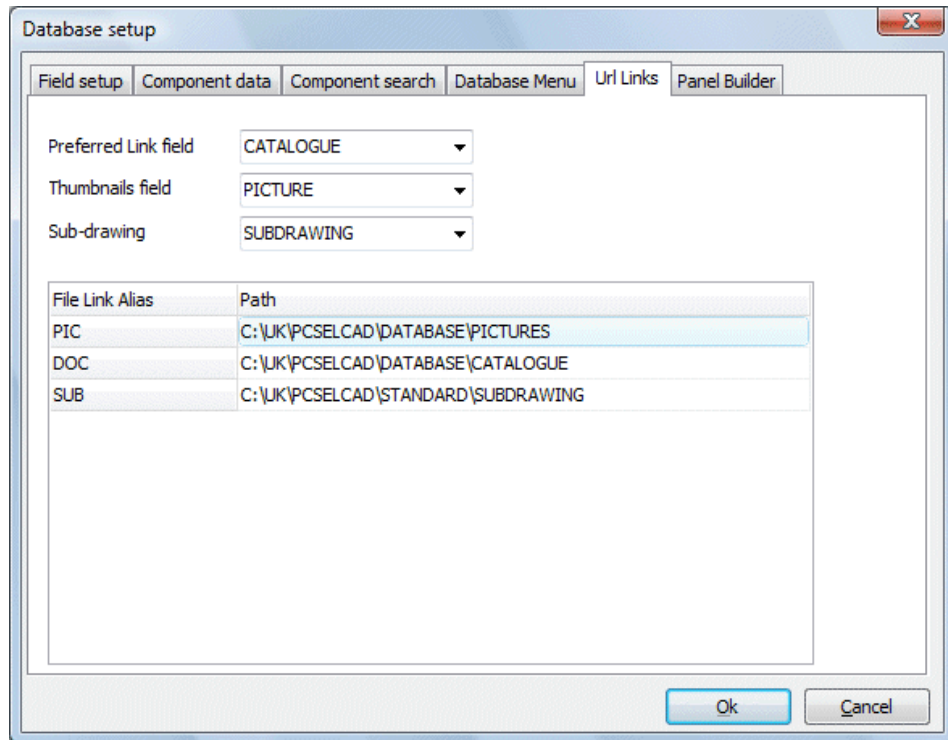 Database setup
Field setup Component data Component search Database Menu Url Links Panel Builder
Preferred Link field CATALOGUE
Thumbnails field PICTURE
Sub-drawing SUBDRAWING
File Link Alias Path
PIC C:\UK\PCSELCAD\DATABASE\PICTURES
DOC C:\UK\PCSELCAD\DATABASE\CATALOGUE
SUB C:\UK\PCSELCAD\STANDARD\SUBDRAWING
Ok Cancel